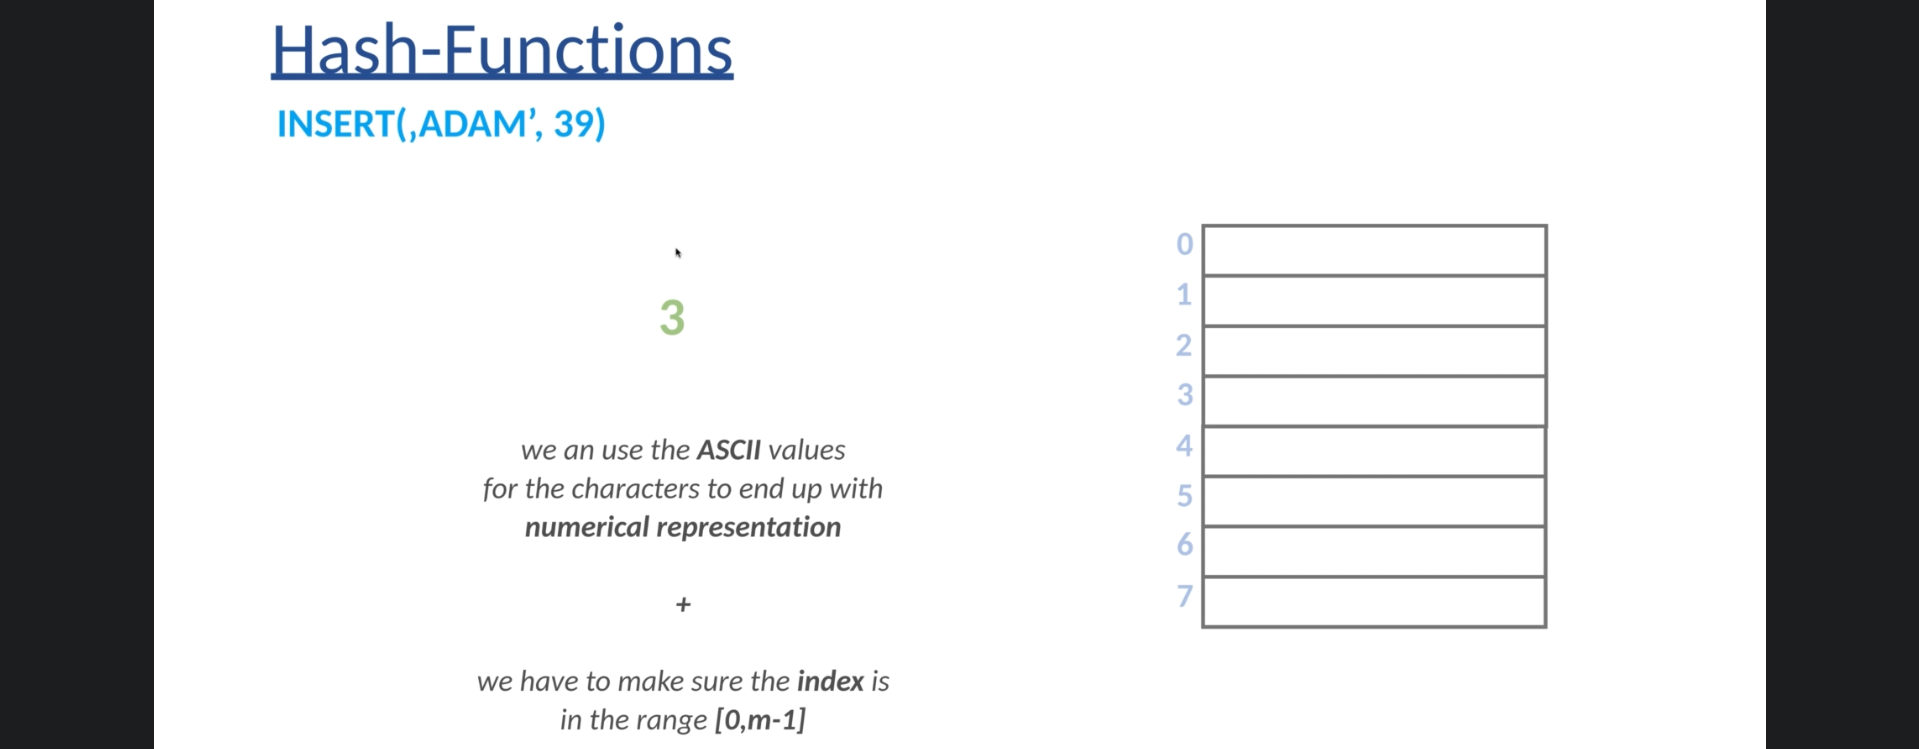 Hash-Functions
INSERT(‚ADAM’, 39)
3
we an use the ASCII values
for the characters to end up with
numerical representation
+
we have to make sure the index is
in the range [0,m-1]
0
1
2
3
4
5
6
7